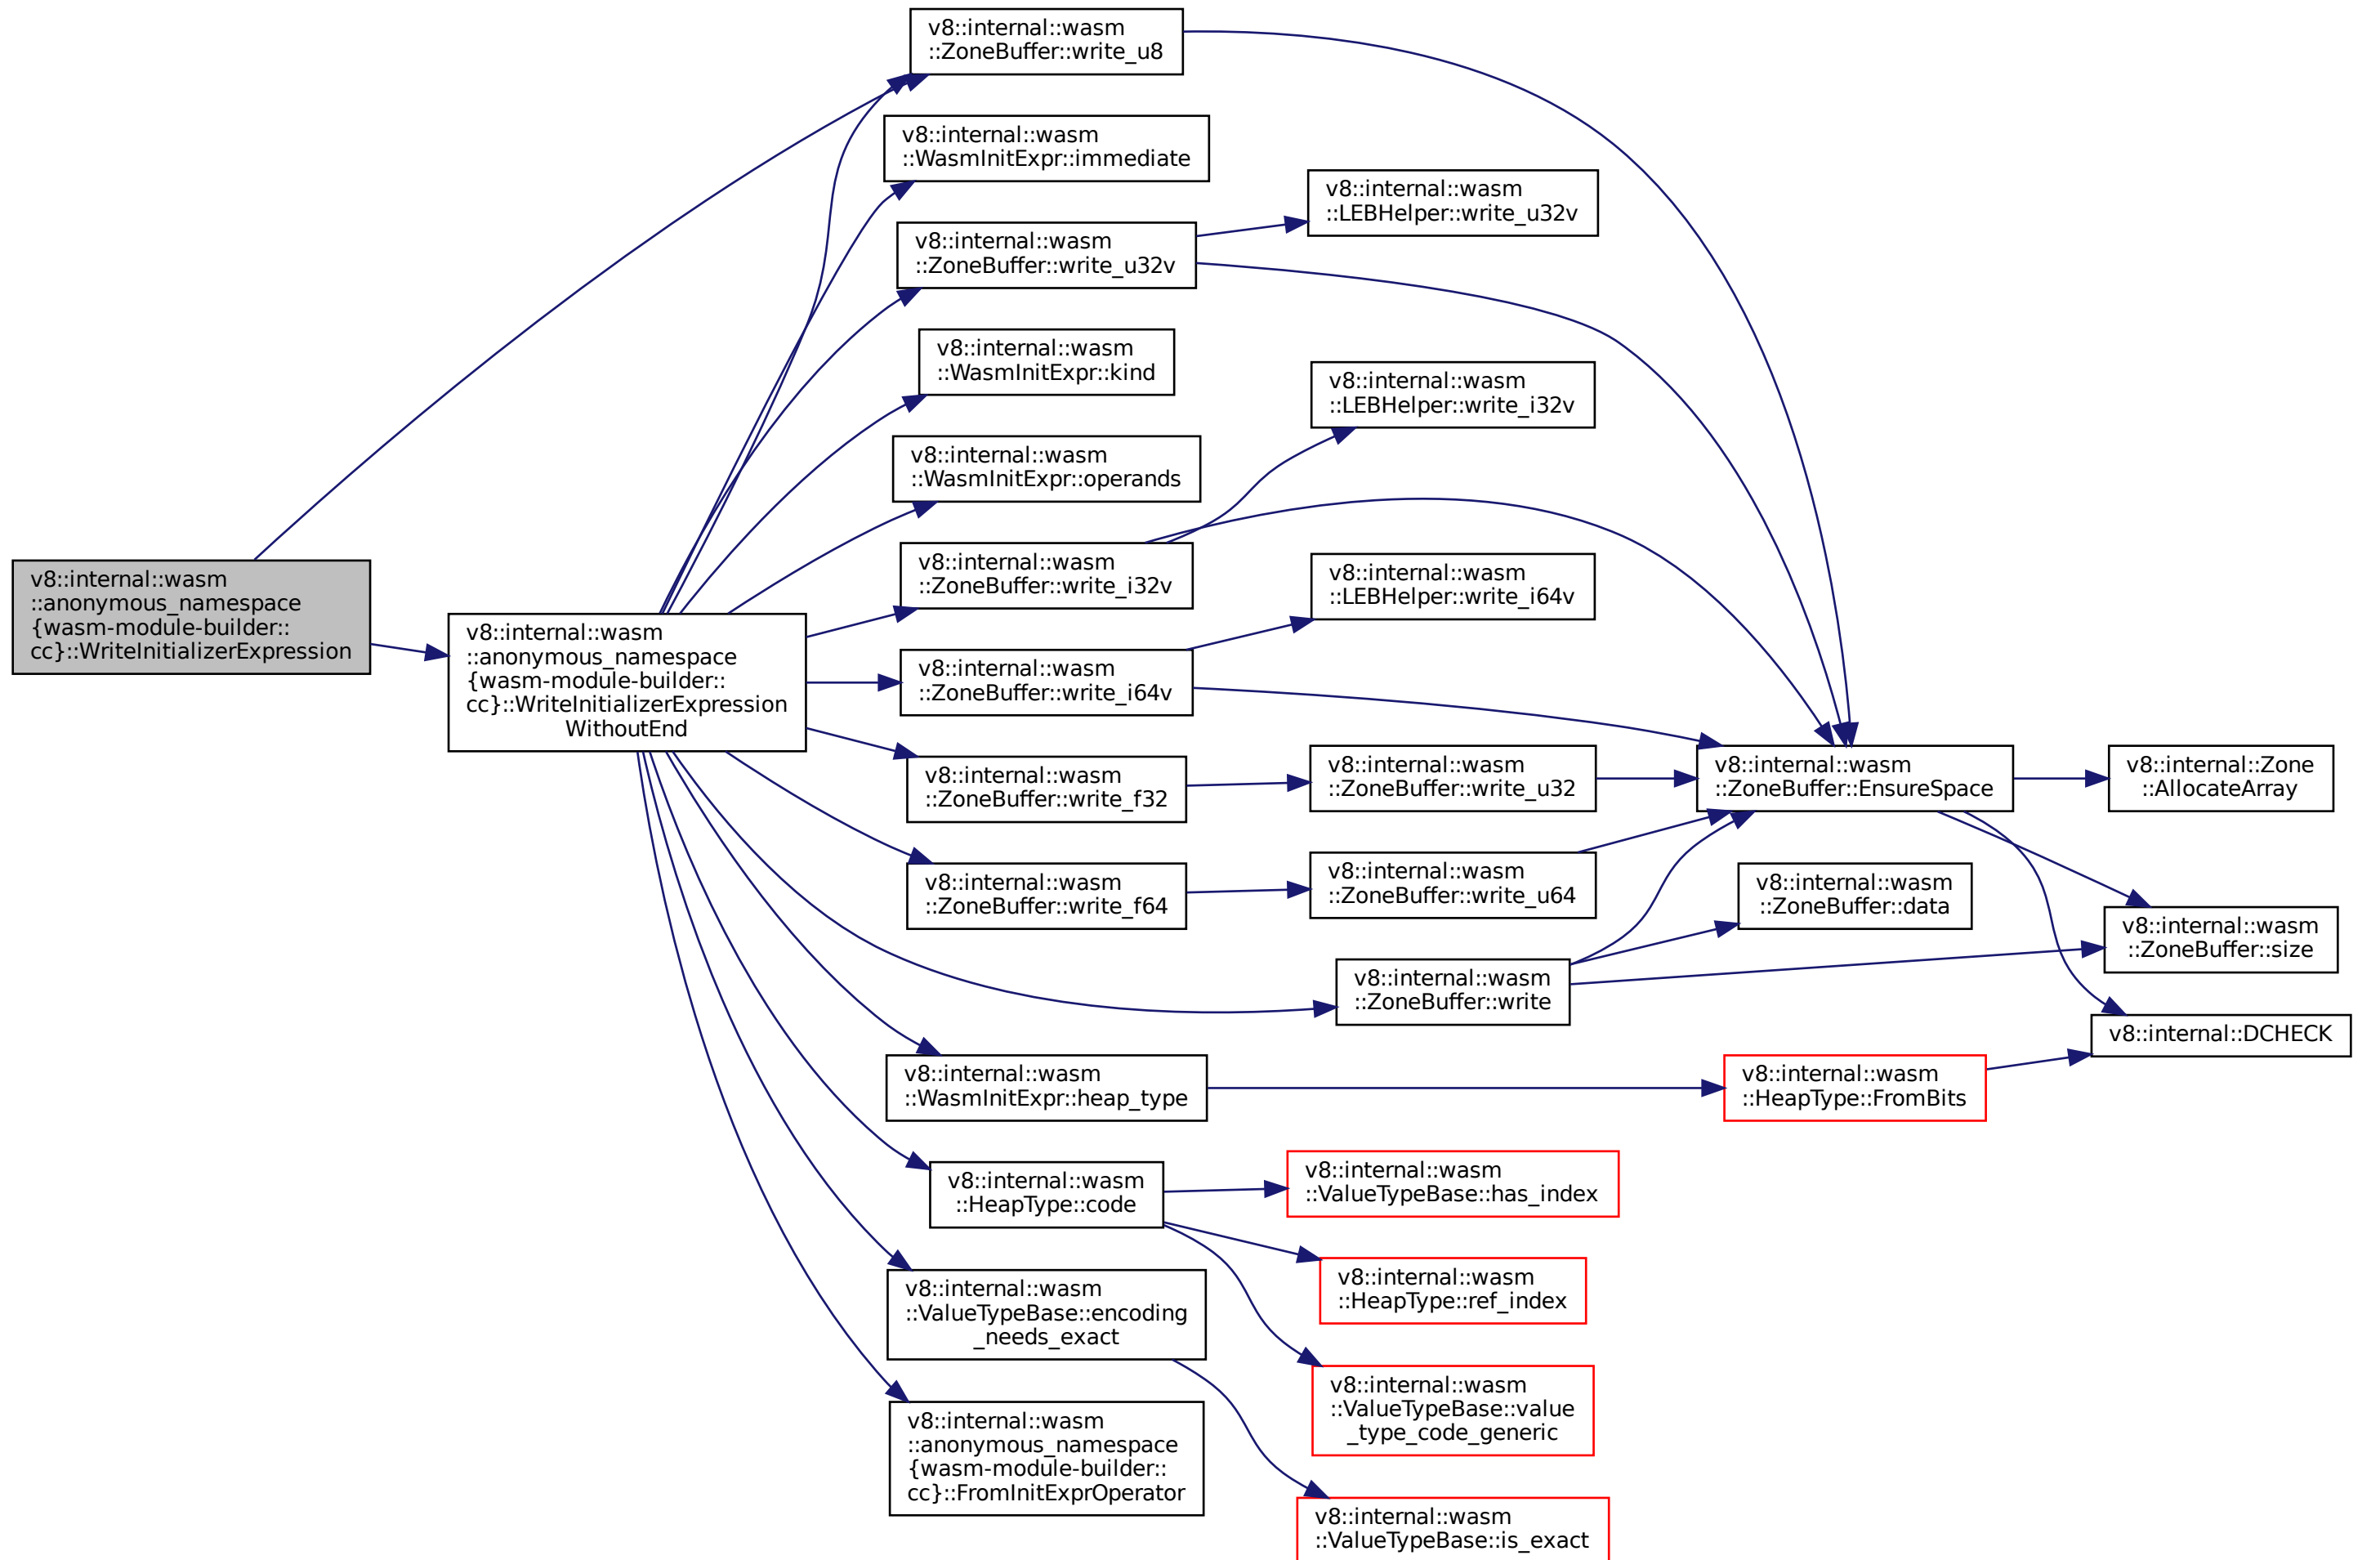 v8::internal::wasm
::anonymous_namespace
{wasm-module-builder::
cc}::WriteInitializerExpression
v8::internal::wasm
::anonymous_namespace
{wasm-module-builder::
cc}::WriteInitializerExpression
WithoutEnd
v8::internal::wasm
::ZoneBuffer::write_u8
v8::internal::wasm
::WasmInitExpr::immediate
v8::internal::wasm
::ZoneBuffer::write_u32v
v8::internal::wasm
::WasmInitExpr::kind
v8::internal::wasm
::WasmInitExpr::operands
v8::internal::wasm
::ZoneBuffer::write_i32v
v8::internal::wasm
::ZoneBuffer::write_i64v
v8::internal::wasm
::ZoneBuffer::write_f32
v8::internal::wasm
::ZoneBuffer::write_f64
v8::internal::wasm
::WasmInitExpr::heap_type
v8::internal::wasm
::HeapType::code
v8::internal::wasm
::ValueTypeBase::encoding
_needs_exact
v8::internal::wasm
::anonymous_namespace
{wasm-module-builder::
cc}::FromInitExprOperator
v8::internal::wasm
::LEBHelper::write_u32v
v8::internal::wasm
::LEBHelper::write_i32v
v8::internal::wasm
::LEBHelper::write_i64v
v8::internal::wasm
::ZoneBuffer::write_u32
v8::internal::wasm
::ZoneBuffer::write_u64
v8::internal::wasm
::ZoneBuffer::write
v8::internal::wasm
::ValueTypeBase::has_index
v8::internal::wasm
::HeapType::ref_index
v8::internal::wasm
::ValueTypeBase::value
_type_code_generic
v8::internal::wasm
::ValueTypeBase::is_exact
v8::internal::wasm
::ZoneBuffer::EnsureSpace
v8::internal::wasm
::ZoneBuffer::data
v8::internal::wasm
::HeapType::FromBits
v8::internal::Zone
::AllocateArray
v8::internal::wasm
::ZoneBuffer::size
v8::internal::DCHECK